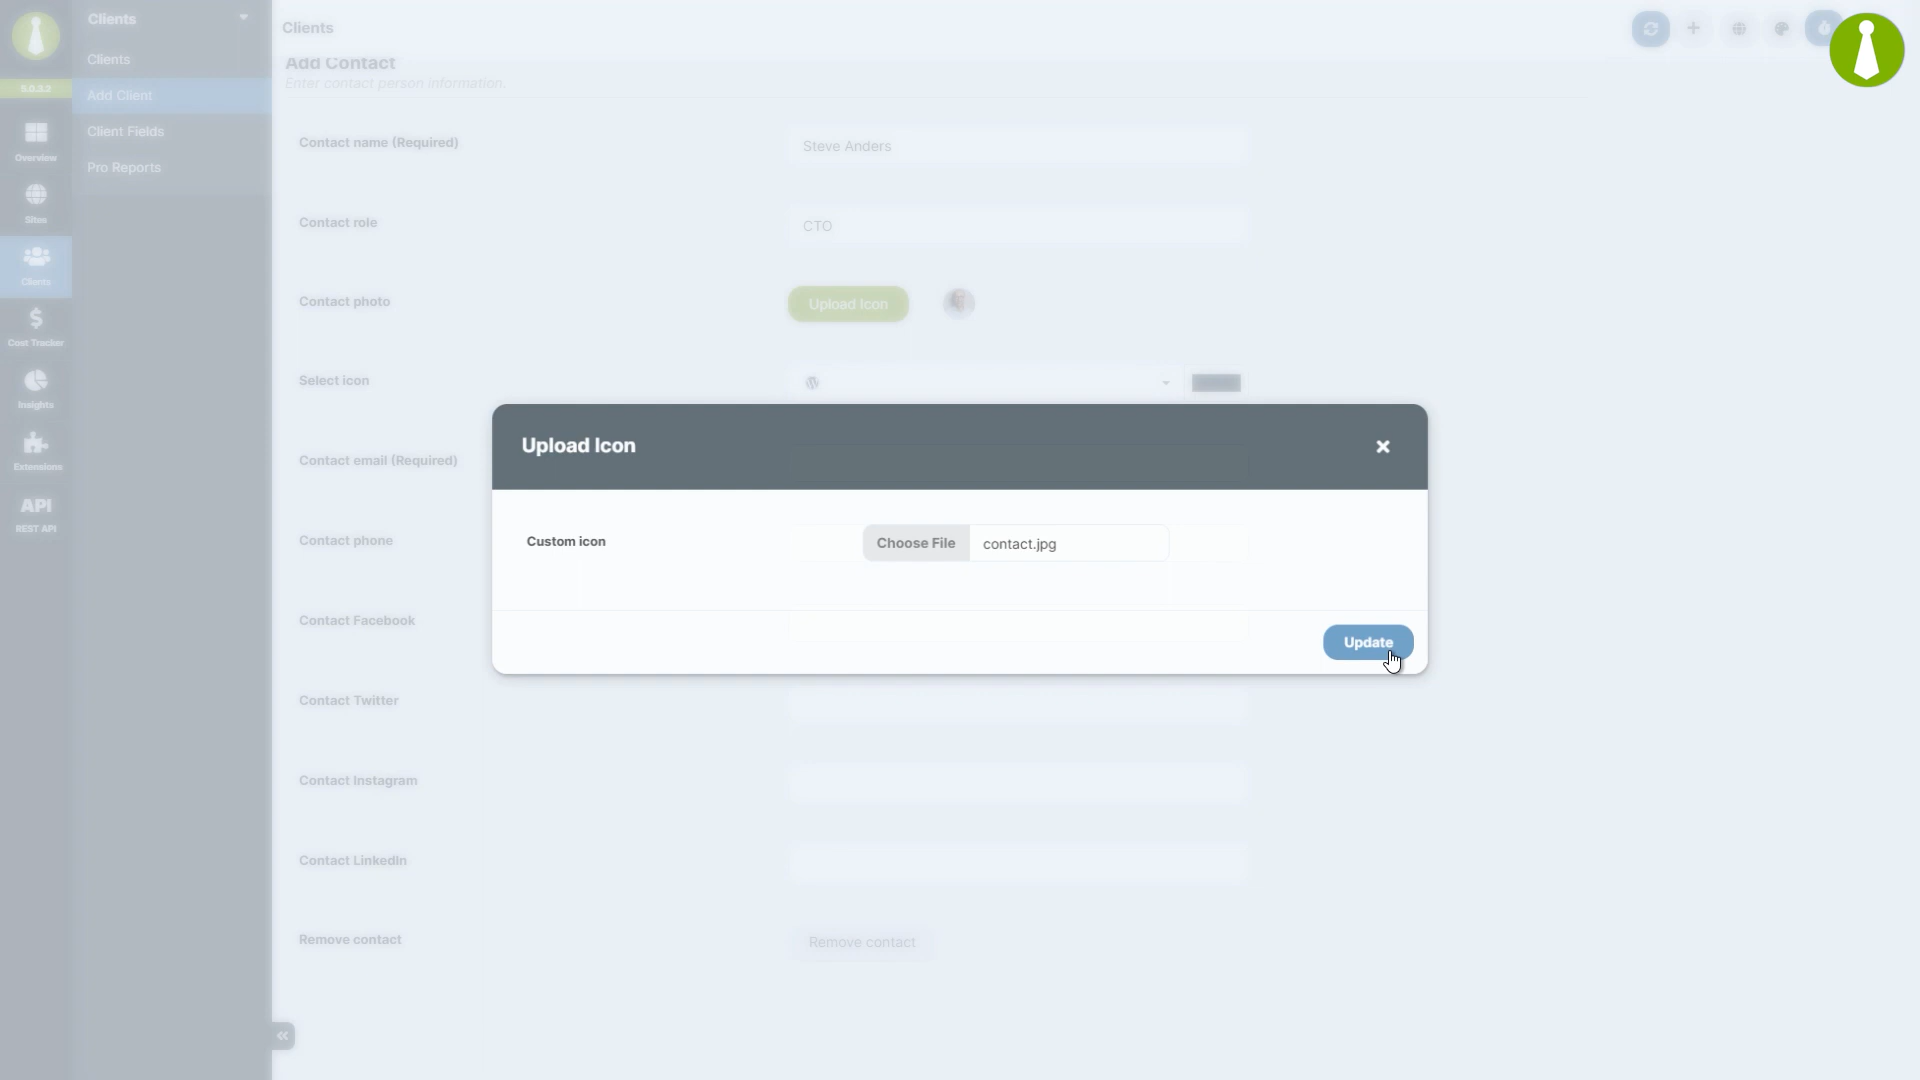 Clients
Clients
Add Client
Client Fields
Pro Reports
5.0.3.2
Overview
Sites
Clients
Cost Tracker
Insights
Extensions
API
REST API
Clients
Add Contact
Enter contact person information.
Contact name (Required)
Steve Anders
Contact role
CTO
Contact photo
Upload Icon
Select icon
Upload Icon
Contact email (Required)
Custom icon
Choose File
contact.jpg
Contact phone
Contact Facebook
Update
Contact Twitter
Contact Instagram
Contact LinkedIn
Remove contact
Remove contact